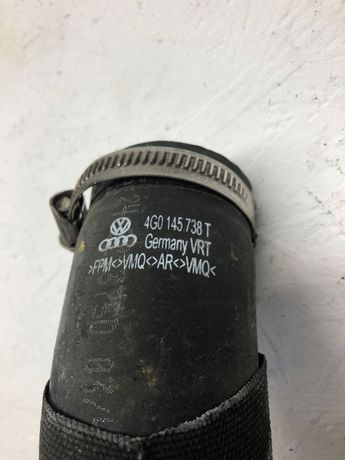 4G0 145 738 T
Germany VRT
>FPM<>VMQ<>AR<>VMQ<